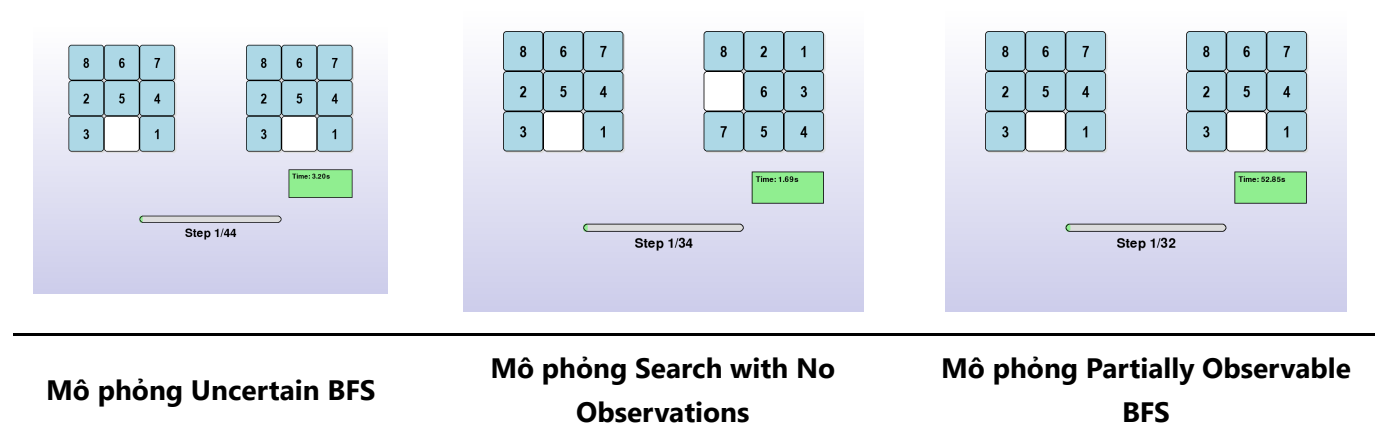 8 6 7 8 6 7
2 5 4 2 5 4
3 1 3 1
Time: 3.20s
Step 1/44
8 6 7 8 2 1
2 5 4 6 3
3 1 7 5 4
Time: 1.69s
Step 1/34
8 6 7 8 6 7
2 5 4 2 5 4
3 1 3 1
Time: 52.85s
Step 1/32
Mô phỏng Uncertain BFS
Mô phỏng Search with No
Observations
Mô phỏng Partially Observable
BFS